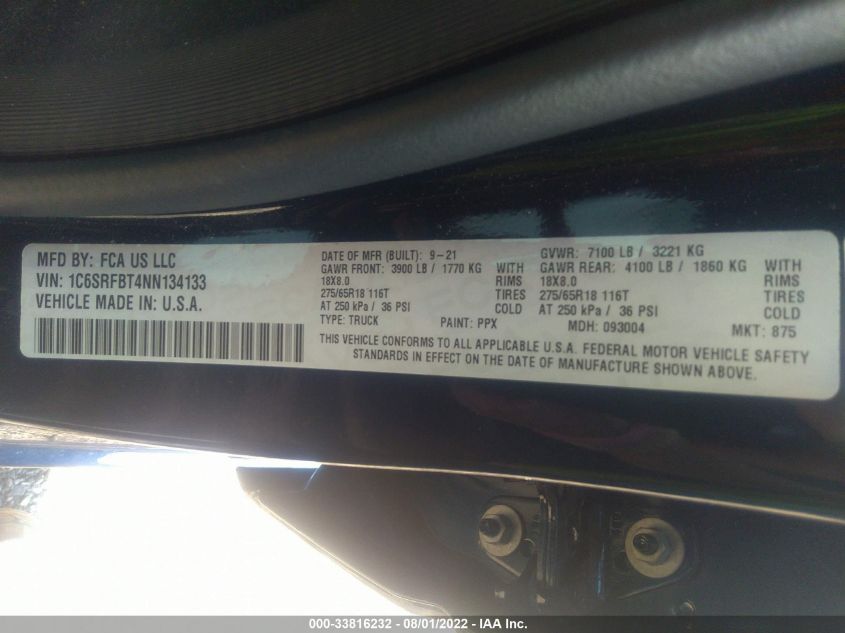 MFD BY: FCA US LLC
VIN: 1C6SRFBT4NN134133
VEHICLE MADE IN: U.S.A.
DATE OF MFR (BUILT): 9-21 GVWR: 7100 LB / 3221 KG
GAWR FRONT: 3900 LB / 1770 KG WITH GAWR REAR: 4100 LB / 1860 KG WITH
18X8.0 RIMS 18X8.0 RIMS
275/65R18 116T TIRES 275/65R18 116T TIRES
AT 250 kPa / 36 PSI COLD AT 250 kPa / 36 PSI COLD
TYPE: TRUCK PAINT: PPX MDH: 093004 MKT: 875
THIS VEHICLE CONFORMS TO ALL APPLICABLE U.S.A. FEDERAL MOTOR VEHICLE SAFETY
STANDARDS IN EFFECT ON THE DATE OF MANUFACTURE SHOWN ABOVE.
000-33816232 - 08/01/2022 - IAA Inc.